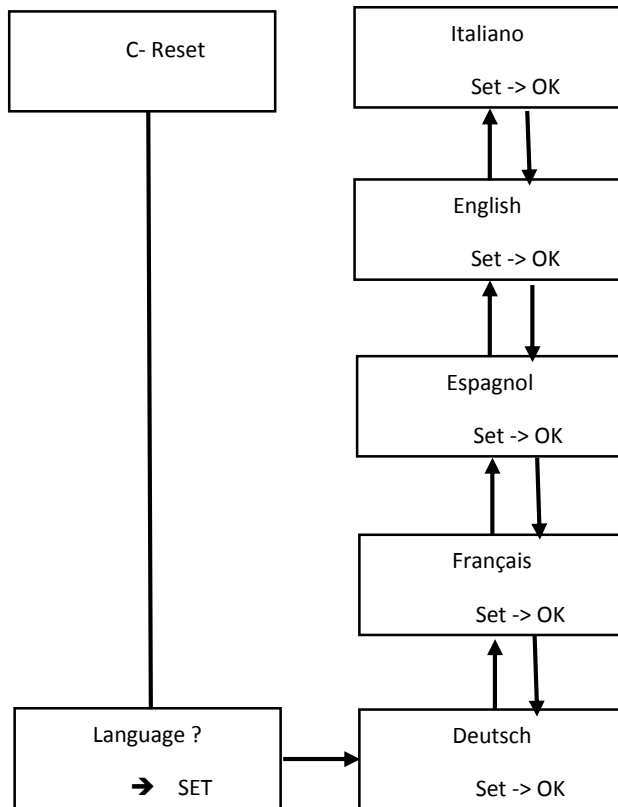 C- Reset
Italiano
Set -> OK
English
Set -> OK
Espagnol
Set -> OK
Français
Set -> OK
Language ?
➔ SET
Deutsch
Set -> OK